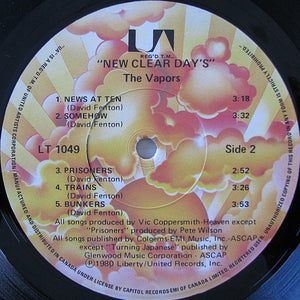 UA
REG'D T.M.
"NEW CLEAR DAY'S"
The Vapors
1. NEWS AT TEN 3:18
(David Fenton)
2. SOMEHOW 3:32
(David Fenton)
LT 1049 Side 2
3. PRISONERS 2:52
(David Fenton)
4. TRAINS 3:26
(David Fenton)
5. BUNKERS 3:53
(David Fenton)
All songs produced by Vic Coppersmith-Heaven except
"Prisoners" produced by Pete Wilson
All songs published by Colgems EMI Music, Inc.-ASCAP
except "Turning Japanese" published by
Glenwood Music Corporation - ASCAP
©1980 Liberty/United Records, Inc.
IN CANADA UNDER LICENSE BY CAPITOL RECORDS-EMI OF CANADA LIMITED.